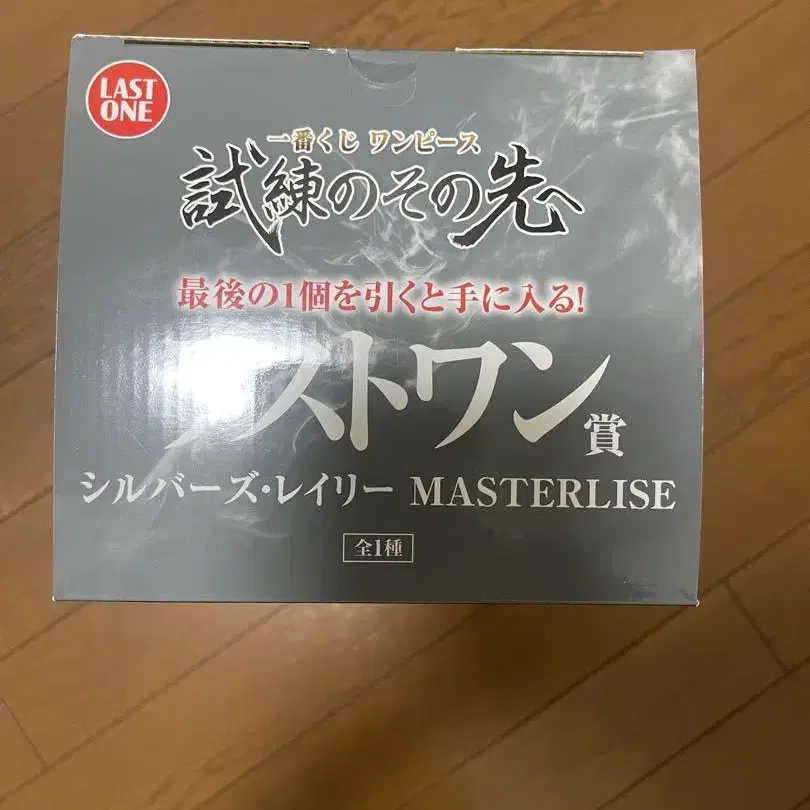 LAST
ONE
一番くじ ワンピース
試練のその先へ
最後の1個を引くと手に入る!
ラストワン賞
シルバーズ・レイリー MASTERLISE
全1種